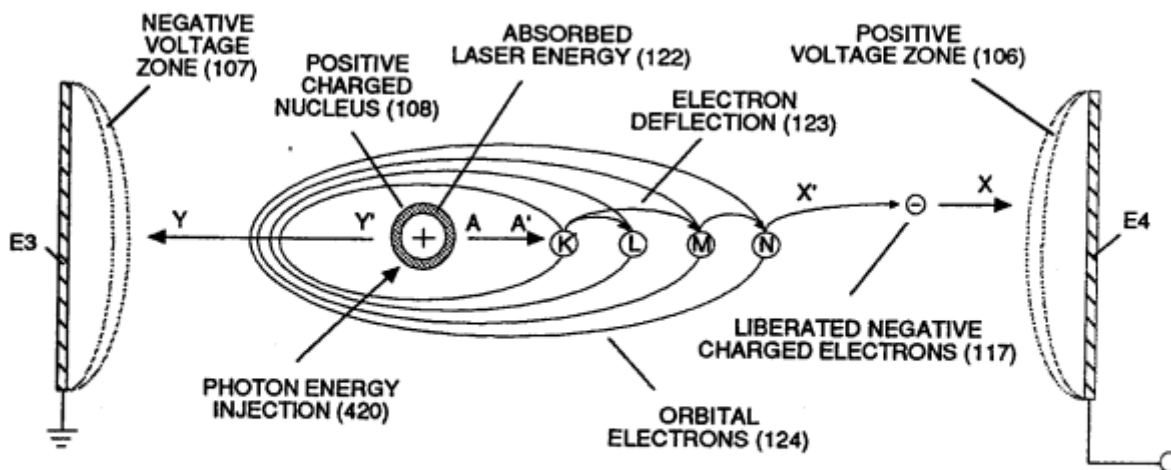 NEGATIVE
VOLTAGE
ZONE (107)
POSITIVE
CHARGED
NUCLEUS (108)
ABSORBED
LASER ENERGY (122)
ELECTRON
DEFLECTION (123)
POSITIVE
VOLTAGE ZONE (106)
E3
Y
Y'
+
A
A'
K
L
M
N
X'
−
X
E4
PHOTON ENERGY
INJECTION (420)
ORBITAL
ELECTRONS (124)
LIBERATED NEGATIVE
CHARGED ELECTRONS (117)